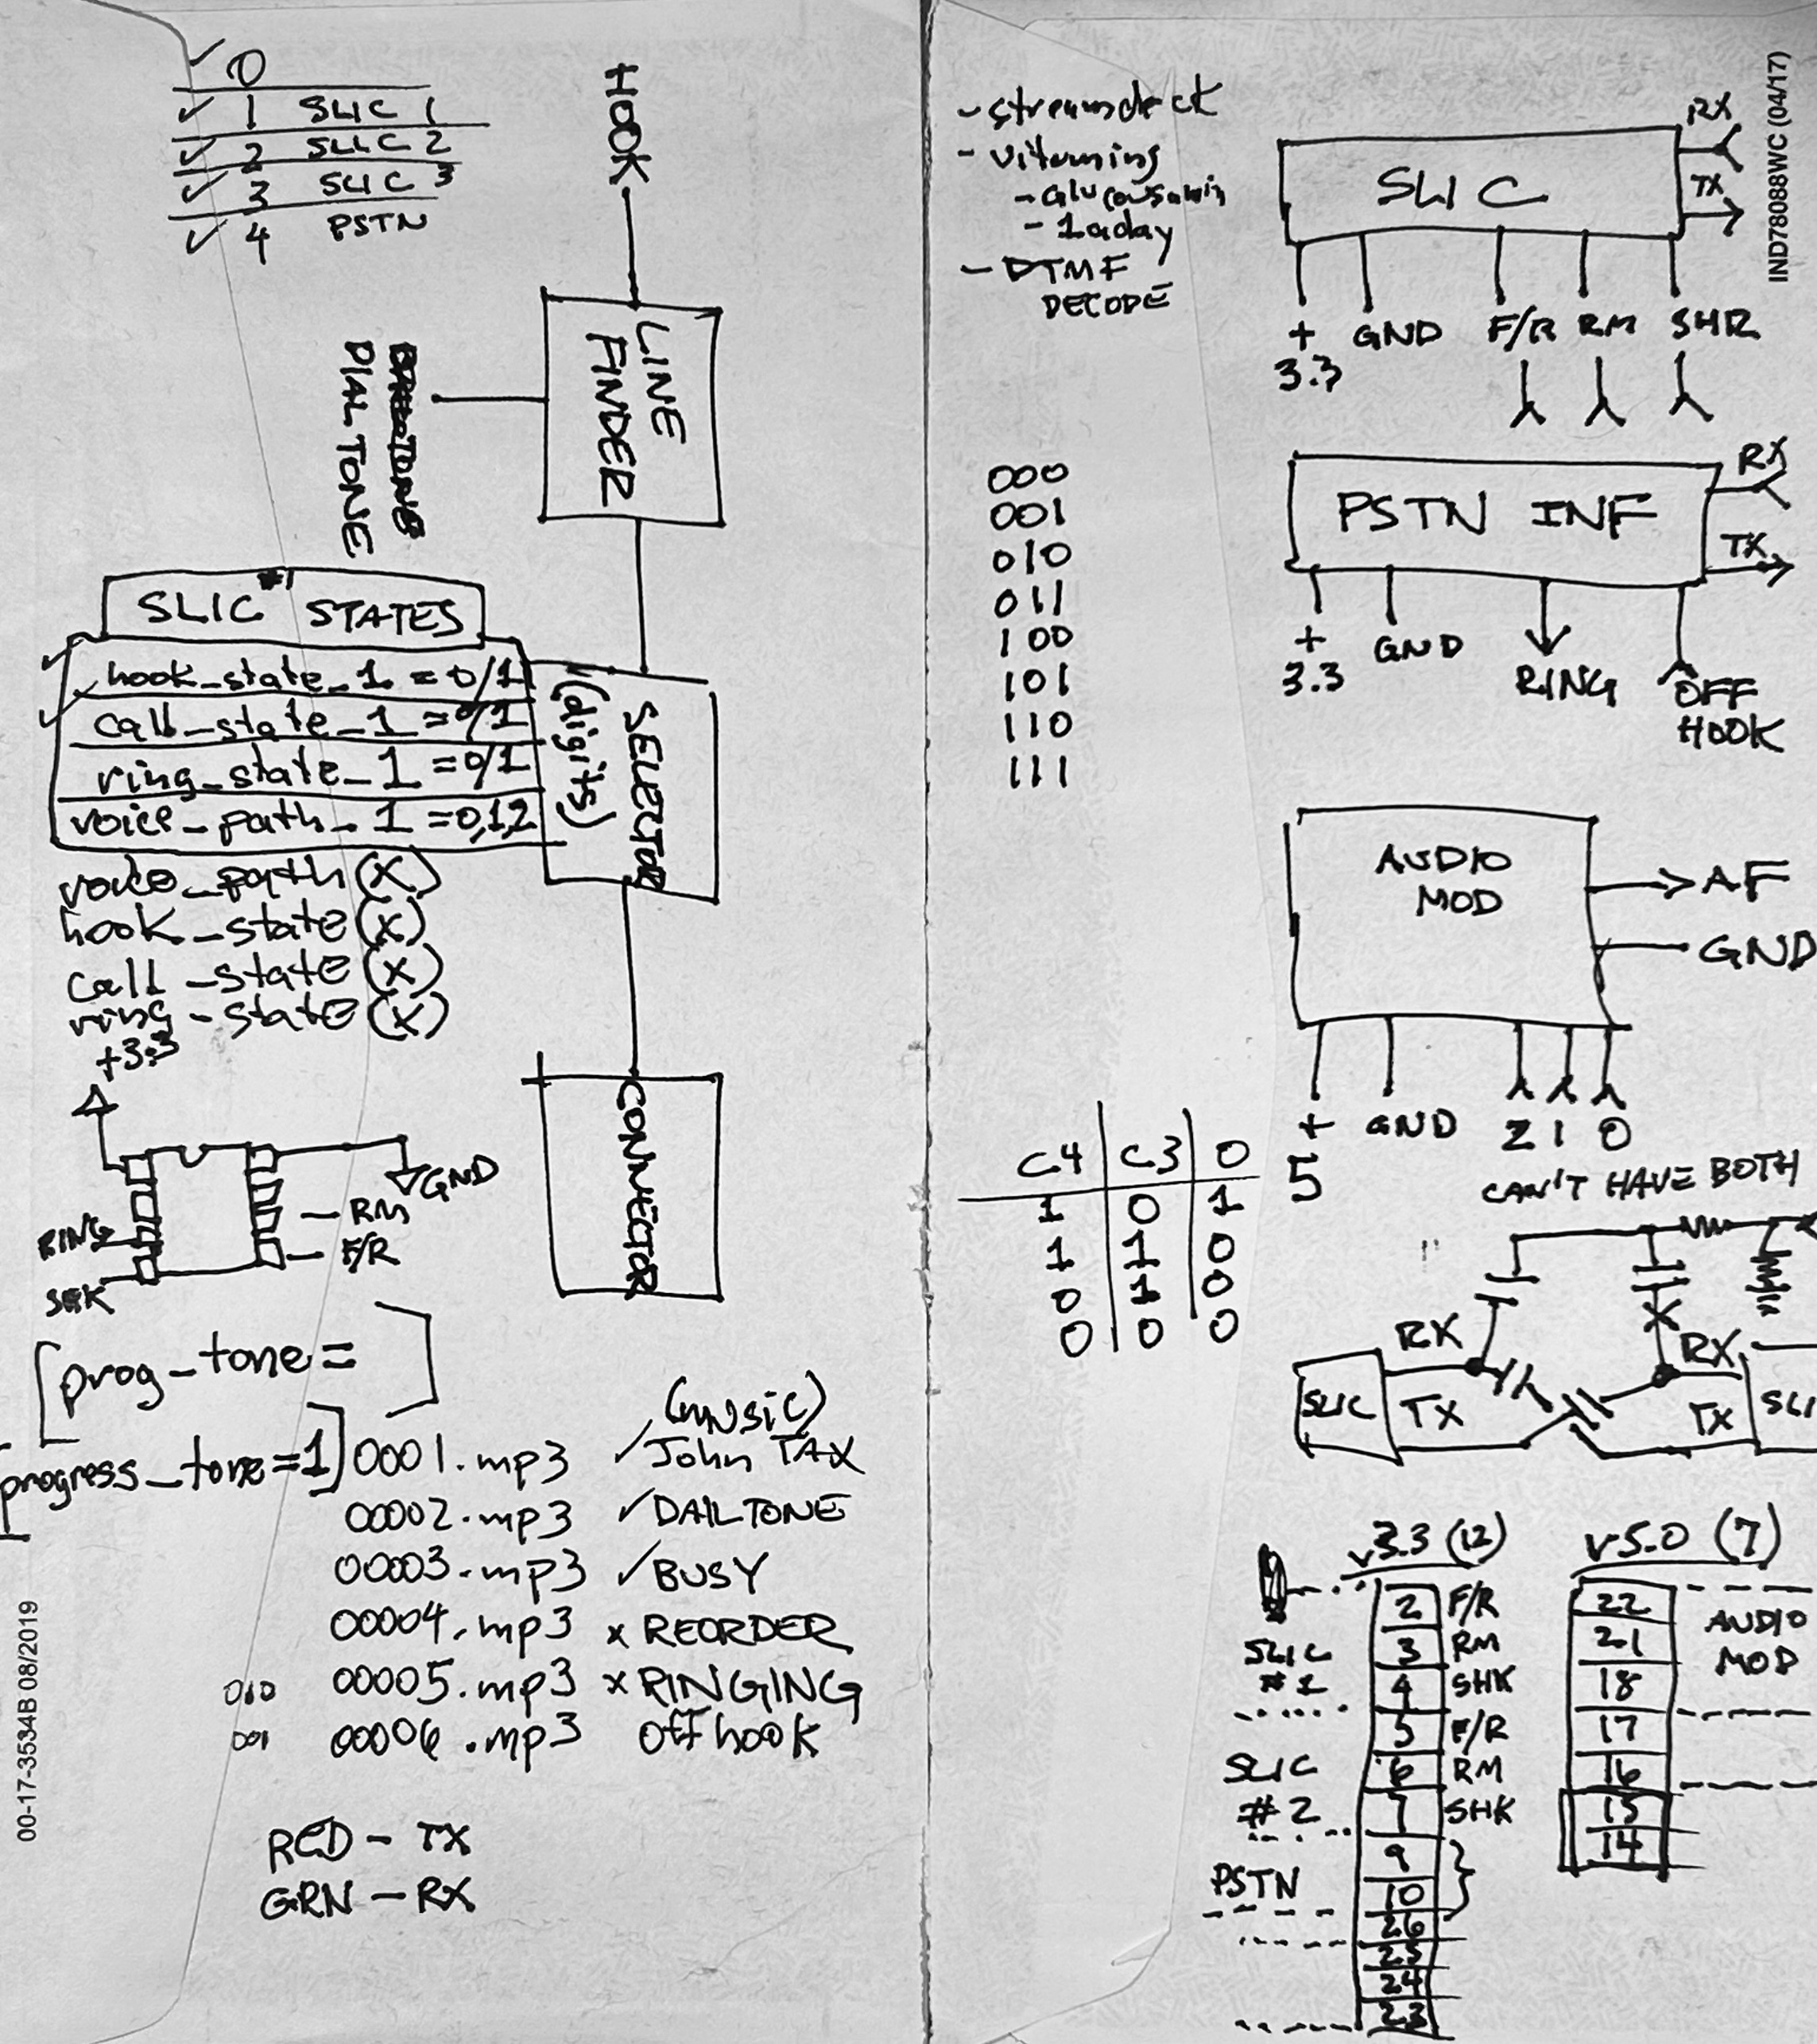 0
1 SLIC 1
2 SLIC 2
3 SLIC 3
4 PSTN
HOOK
LINE
FINDER
DIAL TONE
SLIC #1 STATES
hook_state_1 = 0/1
call_state_1 = 0/1
ring_state_1 = 0/1
voice_path_1 = 0,1,2
SELECTOR
(digits)
voice_path(x)
hook_state(x)
call_state(x)
ring_state(x)
+3.3
GND
RM
F/R
RING
SHK
CONNECTOR
[prog_tone= ]
[progress_tone=1]
(music)
0001.mp3 ✓ John TAX
00002.mp3 ✓ DAILTONE
00003.mp3 ✓ BUSY
00004.mp3 x REORDER
010 00005.mp3 x RINGING
001 00006.mp3 Off hook
RED - TX
GRN - RX
00-17-3534B 08/2019
- streamdeck
- vitamins
- 1aday
- DTMF
DECODE
000
001
010
011
100
101
110
111
C4 C3 0
1 0 1
1 1 0
0 1 0
0 0 0
IND78088WC (04/17)
SLIC
RX
TX
+ GND F/R RM SHR
3.3
PSTN INF
RX
TX
+ GND RING OFF
3.3 HOOK
AUDIO
MOD
AF
GND
+ GND 2 1 0
5
CAN'T HAVE BOTH
RX RX
SLIC TX TX SLI
v3.3 (12)
SLIC
#1
2 F/R
3 RM
4 SHK
SLIC
#2
5 F/R
6 RM
7 SHK
PSTN
9
10
26
25
24
23
v5.0 (7)
22
21
18
17
16
15
14
AUDIO
MOD